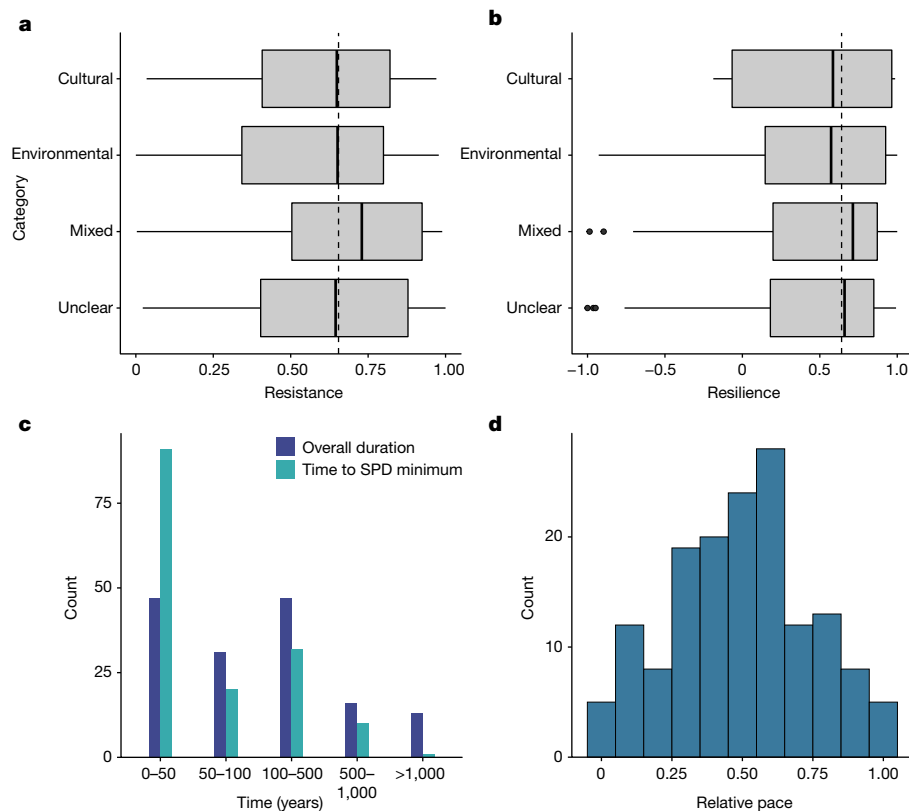 a
Category
Cultural
Environmental
Mixed
Unclear
0
0.25
0.50
0.75
1.00
Resistance
b
Cultural
Environmental
Mixed
Unclear
−1.0
−0.5
0
0.5
1.0
Resilience
c
Overall duration
Time to SPD minimum
Count
75
50
25
0
0–50
50–100
100–500
500–
1,000
>1,000
Time (years)
d
Count
20
10
0
0
0.25
0.50
0.75
1.00
Relative pace